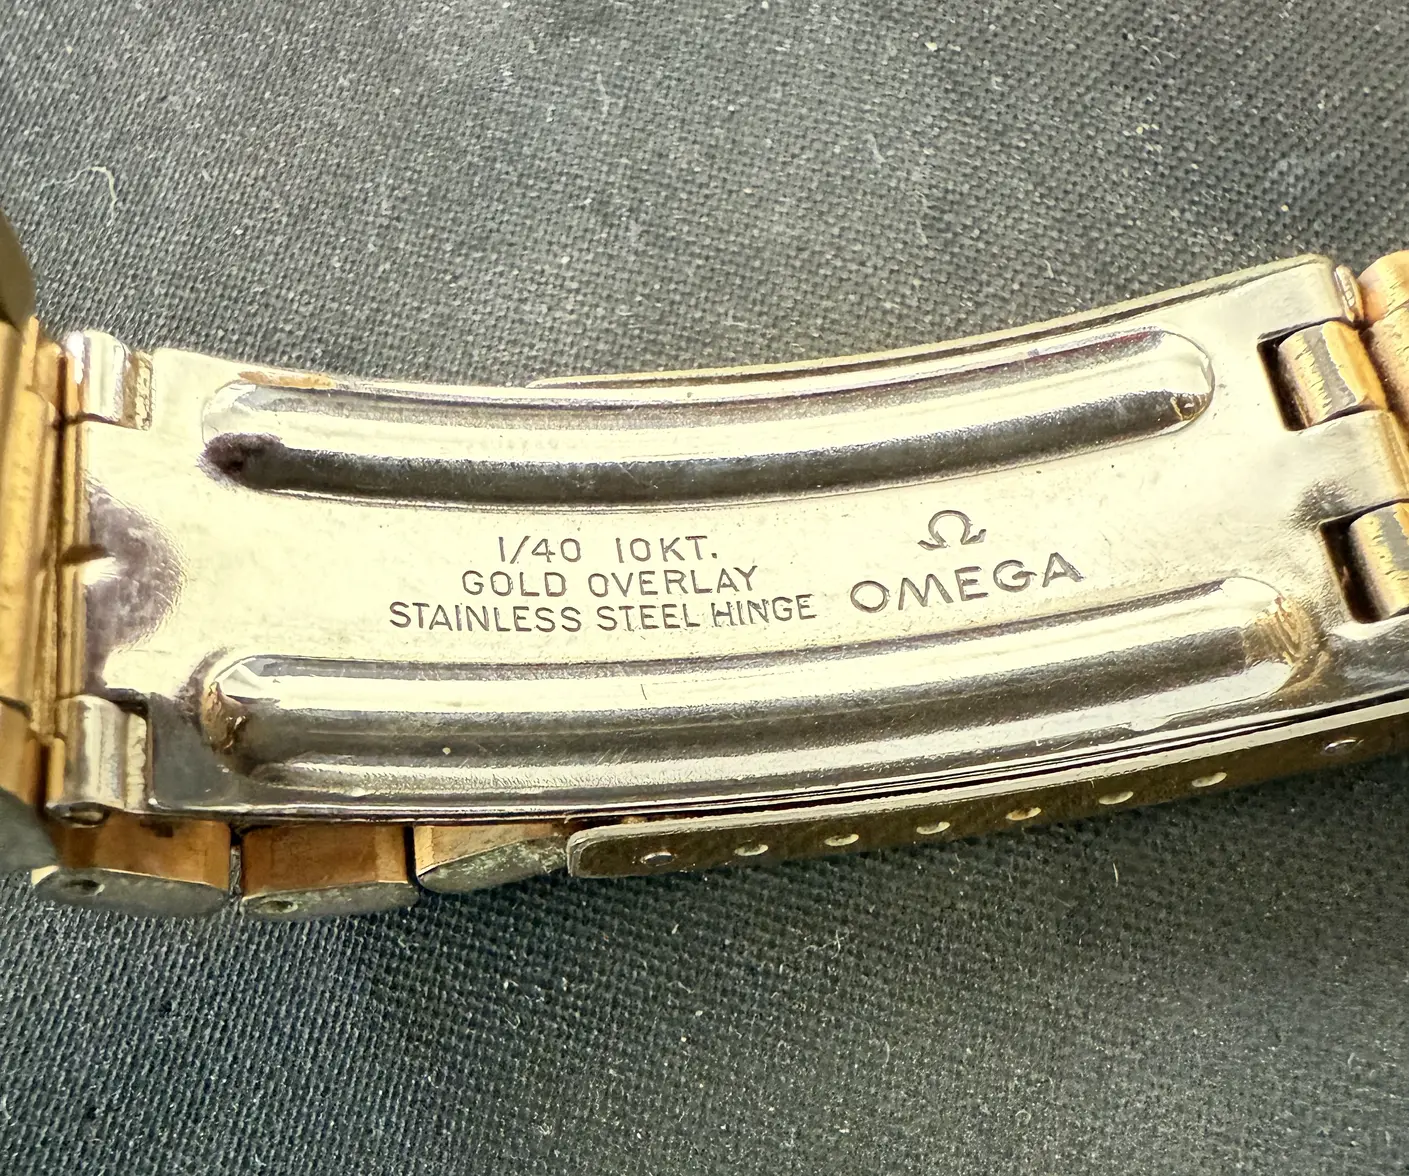 1/40 10KT.
GOLD OVERLAY
STAINLESS STEEL HINGE
Ω
OMEGA